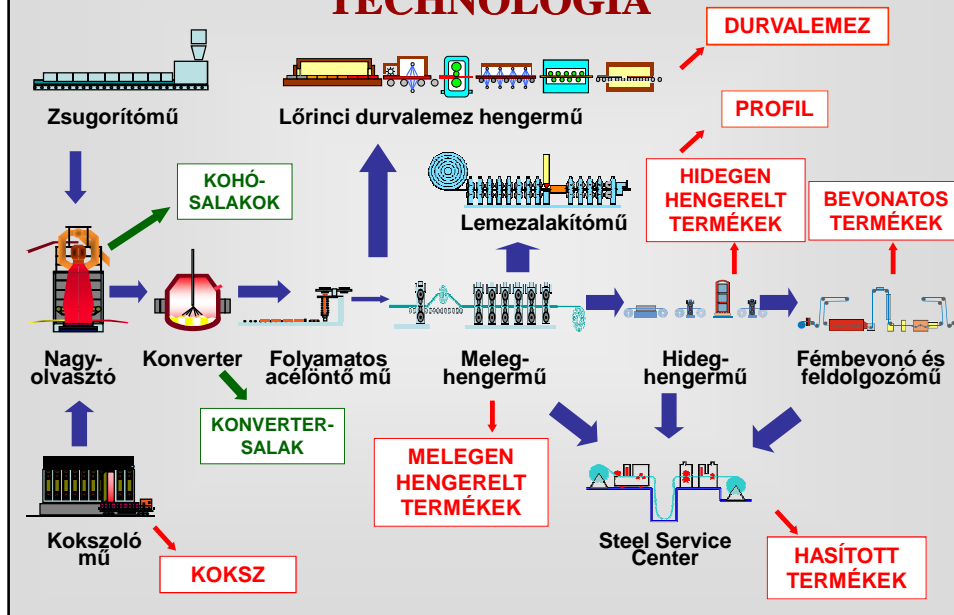 TECHNOLÓGIA
DURVALEMEZ
Zsugorítómű
Lőrinci durvalemez hengermű
PROFIL
KOHÓ-
SALAKOK
HIDEGEN
HENGERELT
TERMÉKEK
BEVONATOS
TERMÉKEK
Lemezalakítómű
Nagy-
olvasztó
Konverter
Folyamatos
acélöntő mű
Meleg-
hengermű
Hideg-
hengermű
Fémbevonó és
feldolgozómű
KONVERTER-
SALAK
MELEGEN
HENGERELT
TERMÉKEK
Kokszoló
mű
KOKSZ
Steel Service
Center
HASÍTOTT
TERMÉKEK